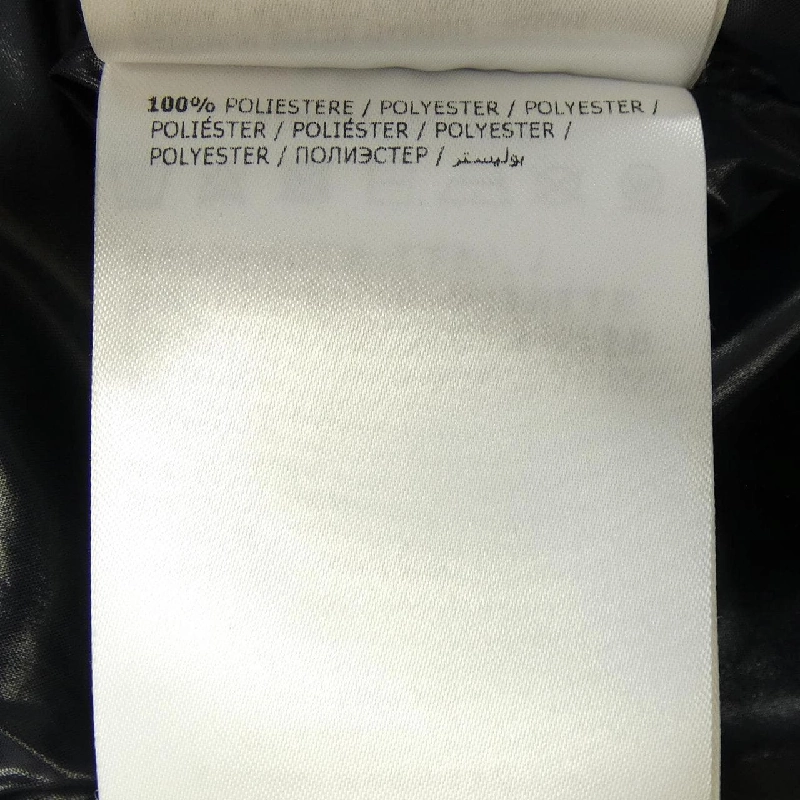 100% POLIESTERE / POLYESTER / POLYESTER /
POLIÉSTER / POLIÉSTER / POLYESTER /
POLYESTER / ПОЛИЭСТЕР / بوليستر